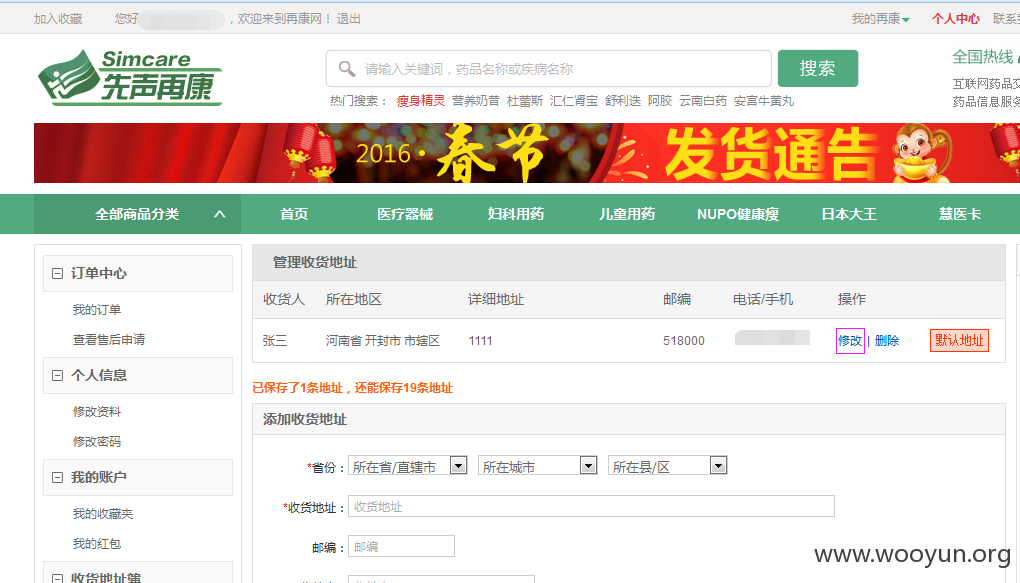 加入收藏 您好 ，欢迎来到再康网！ 退出 我的再康 个人中心 联系
Simcare
先声再康
请输入关键词，药品名称或疾病名称 搜索
全国热线
互联网药品交
药品信息服务
热门搜索： 瘦身精灵 营养奶昔 杜蕾斯 汇仁肾宝 舒利迭 阿胶 云南白药 安宫牛黄丸
2016·春节 发货通告
全部商品分类 首页 医疗器械 妇科用药 儿童用药 NUPO健康瘦 日本大王 慧医卡
订单中心
我的订单
查看售后申请
个人信息
修改资料
修改密码
我的账户
我的收藏夹
我的红包
收货地址簿
管理收货地址
收货人 所在地区 详细地址 邮编 电话/手机 操作
张三 河南省 开封市 市辖区 1111 518000 修改 | 删除 默认地址
已保存了1条地址，还能保存19条地址
添加收货地址
*省份： 所在省/直辖市 所在城市 所在县/区
*收货地址： 收货地址
邮编： 邮编
www.wooyun.org